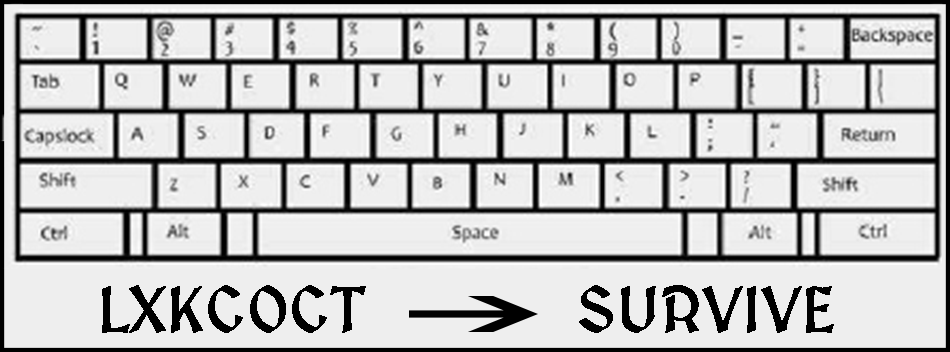 ~ ! @ # $ % ^ & * ( ) _ + Backspace
` 1 2 3 4 5 6 7 8 9 0 - =
Tab Q W E R T Y U I O P { } |
[ ] \
Capslock A S D F G H J K L : " Return
; '
Shift Z X C V B N M < > ? Shift
, . /
Ctrl Alt Space Alt Ctrl
LXKCOCT → SURVIVE